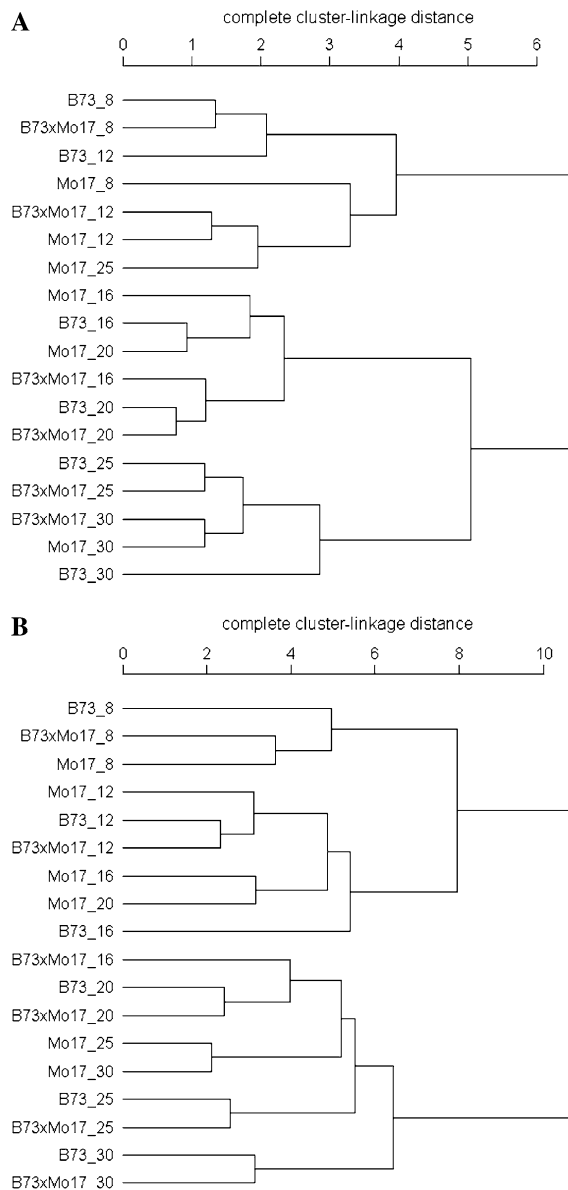 A
complete cluster-linkage distance
0 1 2 3 4 5 6
B73_8
B73xMo17_8
B73_12
Mo17_8
B73xMo17_12
Mo17_12
Mo17_25
Mo17_16
B73_16
Mo17_20
B73xMo17_16
B73_20
B73xMo17_20
B73_25
B73xMo17_25
B73xMo17_30
Mo17_30
B73_30
B
complete cluster-linkage distance
0 2 4 6 8 10
B73_8
B73xMo17_8
Mo17_8
Mo17_12
B73_12
B73xMo17_12
Mo17_16
Mo17_20
B73_16
B73xMo17_16
B73_20
B73xMo17_20
Mo17_25
Mo17_30
B73_25
B73xMo17_25
B73_30
B73xMo17_30